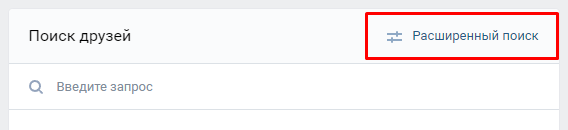 Поиск друзей
Расширенный поиск
Введите запрос